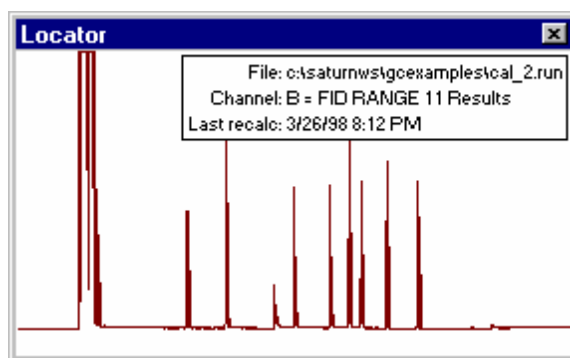 Locator
File: c:\saturnws\gcexamples\cal_2.run
Channel: B = FID RANGE 11 Results
Last recalc: 3/26/98 8:12 PM